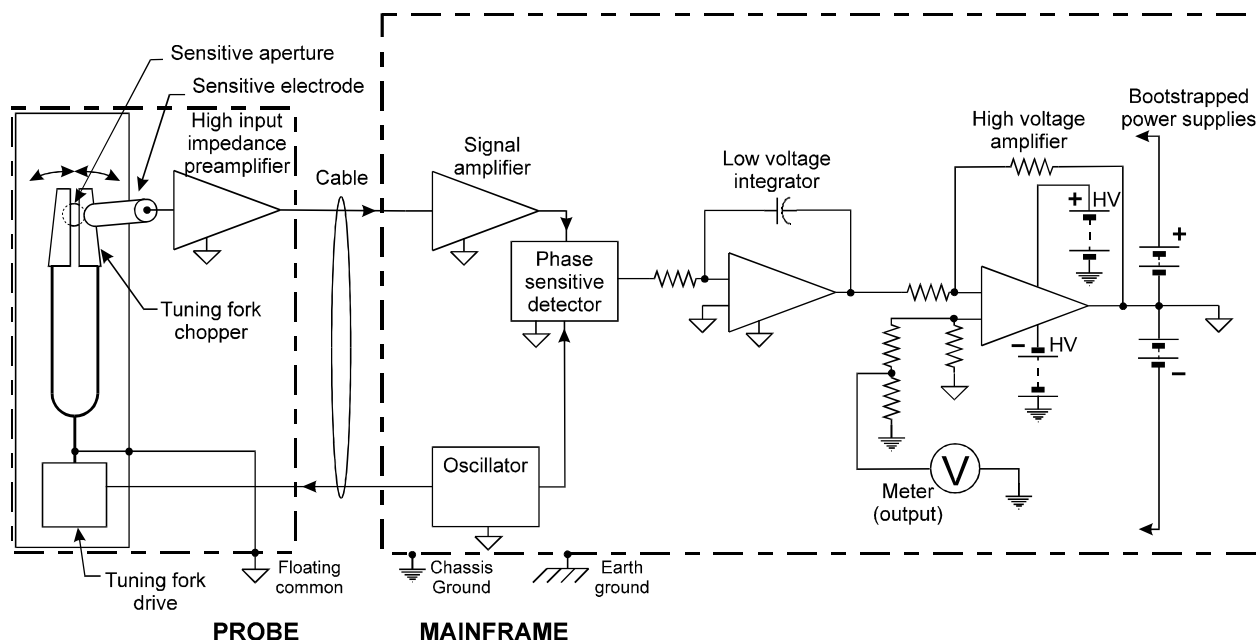 Sensitive aperture
Sensitive electrode
High input
impedance
preamplifier
Cable
Signal
amplifier
Low voltage
integrator
High voltage
amplifier
Bootstrapped
power supplies
+ HV
+
Phase
sensitive
detector
Tuning fork
chopper
− HV
−
Oscillator
V
Meter
(output)
Tuning fork
drive
Floating
common
Chassis
Ground
Earth
ground
PROBE
MAINFRAME